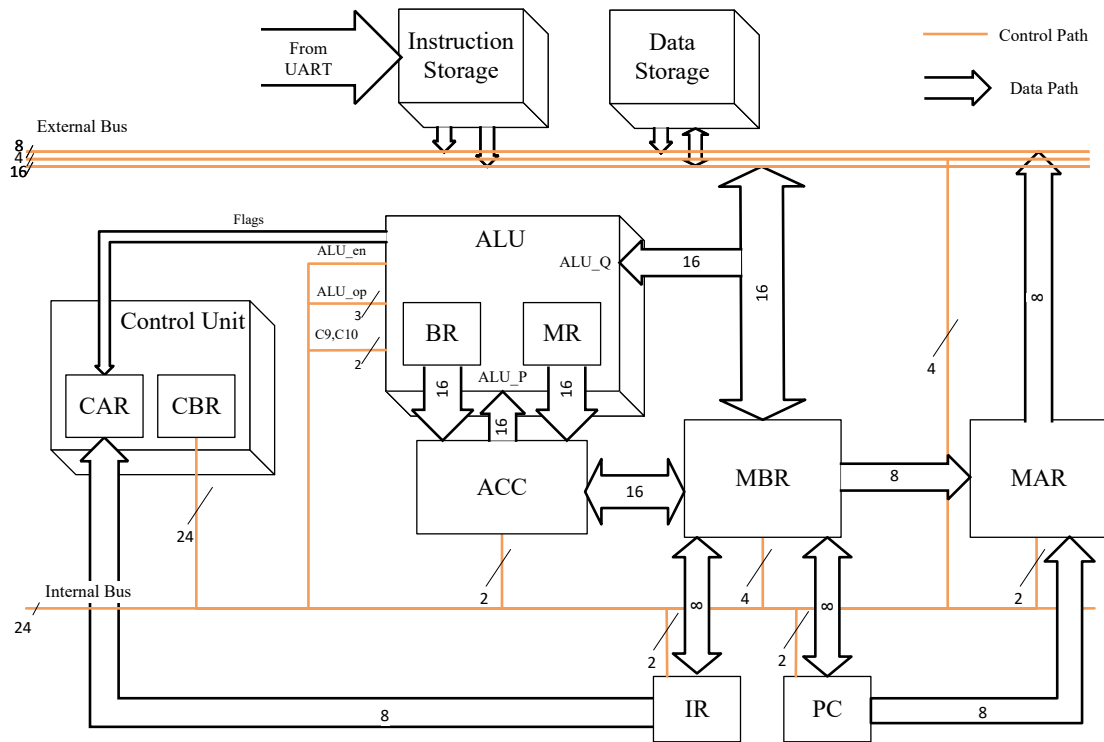 From
UART
Instruction
Storage
Data
Storage
Control Path
Data Path
External Bus
8
4
16
Flags
ALU
ALU_en
ALU_Q
16
16
8
ALU_op
3
Control Unit
BR
MR
C9,C10
2
4
ALU_P
16
16
16
CAR
CBR
ACC
16
MBR
8
MAR
24
2
4
2
Internal Bus
24
8
8
2
2
IR
PC
8
8